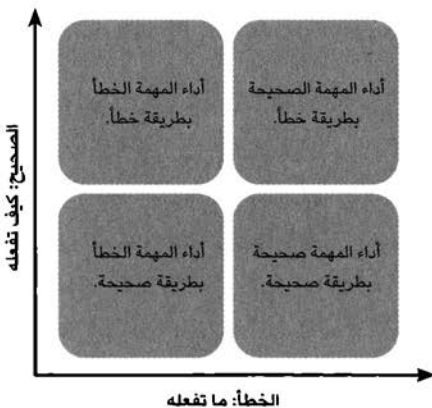 أداء المهمة الصحيحة
بطريقة خطأ.
أداء المهمة الخطأ
بطريقة خطأ.
أداء المهمة صحيحة
بطريقة صحيحة.
أداء المهمة الخطأ
بطريقة صحيحة.
الصحيح: كيف تفعله
الخطأ: ما تفعله